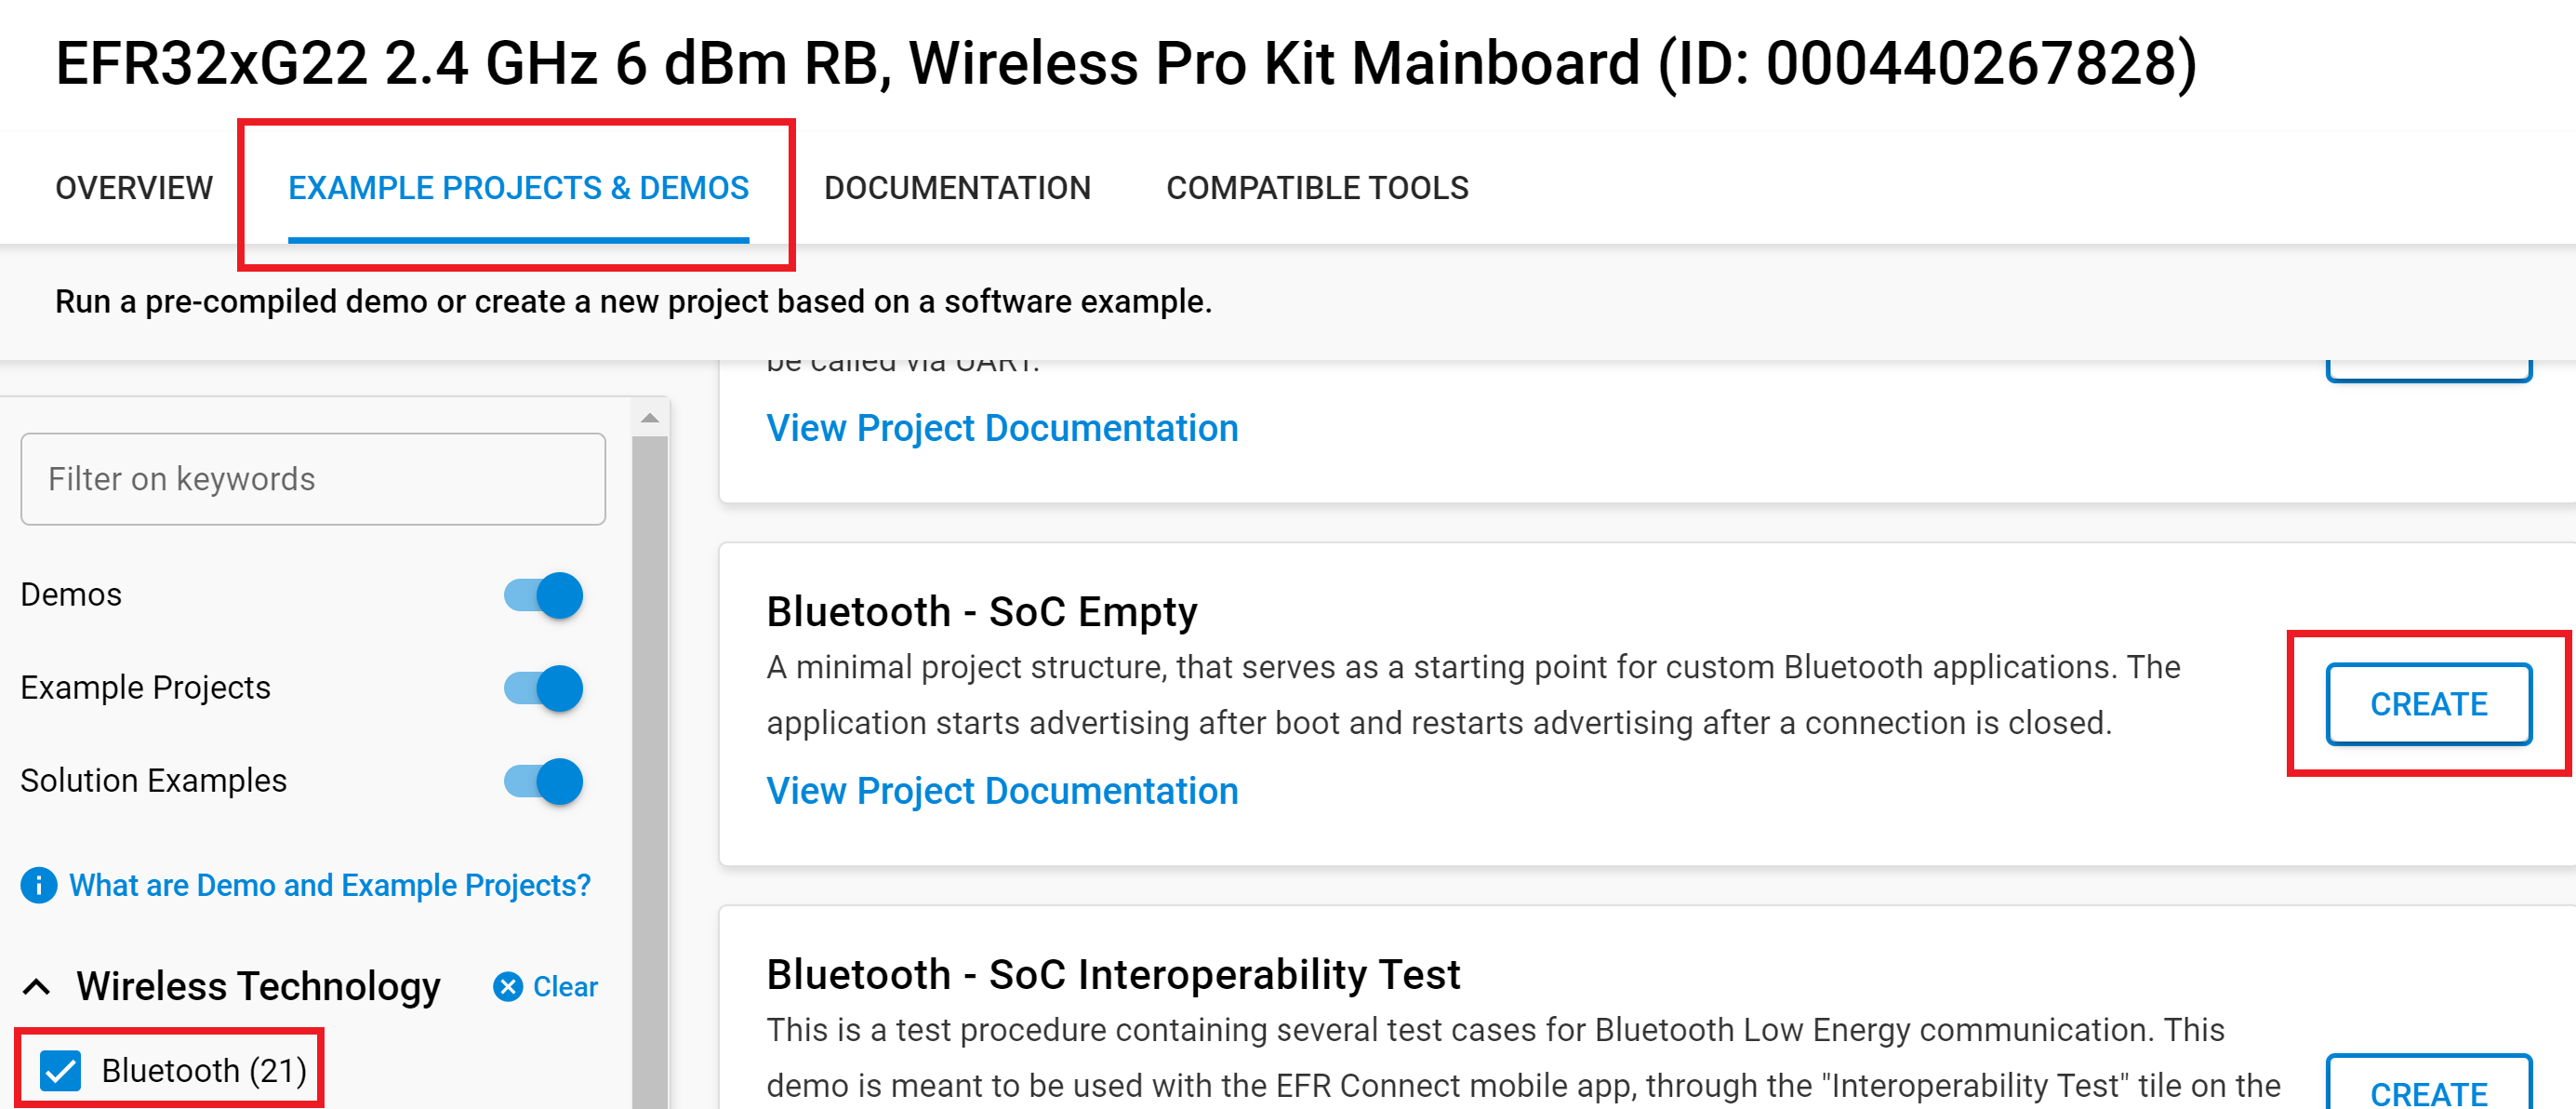 EFR32xG22 2.4 GHz 6 dBm RB, Wireless Pro Kit Mainboard (ID: 000440267828)
OVERVIEW EXAMPLE PROJECTS & DEMOS DOCUMENTATION COMPATIBLE TOOLS
Run a pre-compiled demo or create a new project based on a software example.
Filter on keywords
Demos
Example Projects
Solution Examples
What are Demo and Example Projects?
Wireless Technology Clear
Bluetooth (21)
be called via UART.
View Project Documentation
Bluetooth - SoC Empty
A minimal project structure, that serves as a starting point for custom Bluetooth applications. The
application starts advertising after boot and restarts advertising after a connection is closed.
View Project Documentation
CREATE
Bluetooth - SoC Interoperability Test
This is a test procedure containing several test cases for Bluetooth Low Energy communication. This
demo is meant to be used with the EFR Connect mobile app, through the "Interoperability Test" tile on the
CREATE